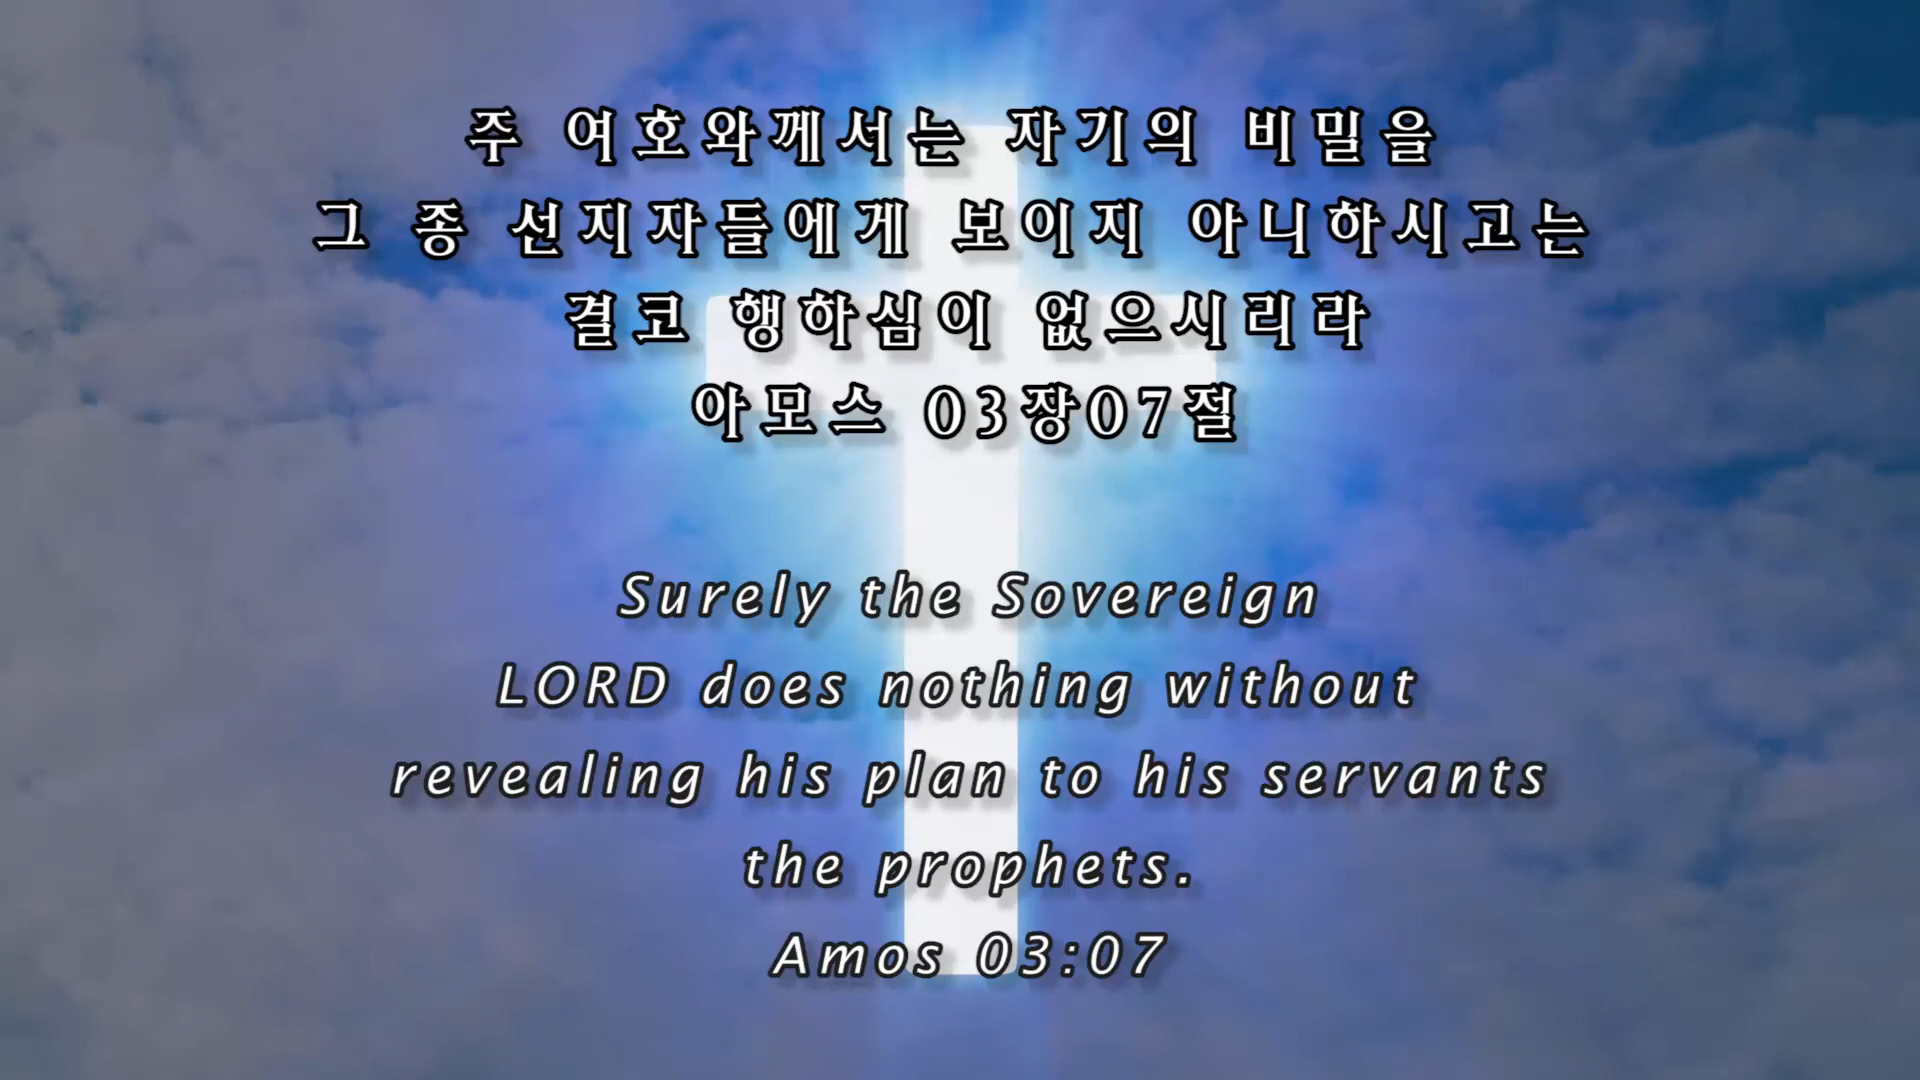 주 여호와께서는 자기의 비밀을
그 종 선지자들에게 보이지 아니하시고는
결코 행하심이 없으시리라
아모스 03장07절
Surely the Sovereign
LORD does nothing without
revealing his plan to his servants
the prophets.
Amos 03:07